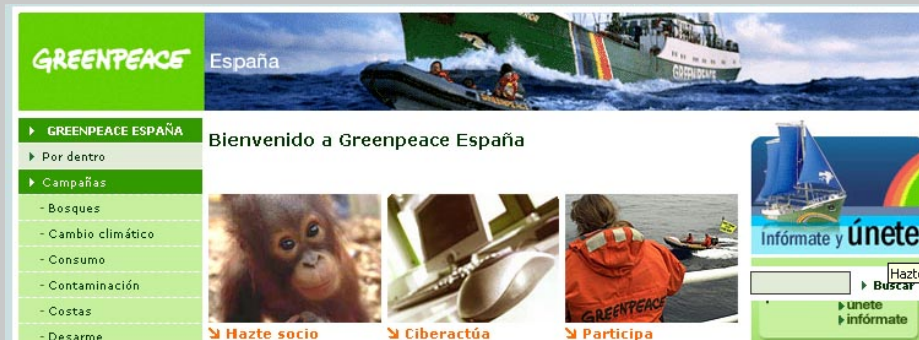 GREENPEACE
España
GREENPEACE
GREENPEACE ESPAÑA
Por dentro
Campañas
- Bosques
- Cambio climático
- Consumo
- Contaminación
- Costas
- Desarme
Bienvenido a Greenpeace España
GREENPEACE
Hazte socio
Ciberactúa
Participa
Infórmate y únete
Hazte
Buscar
únete
infórmate